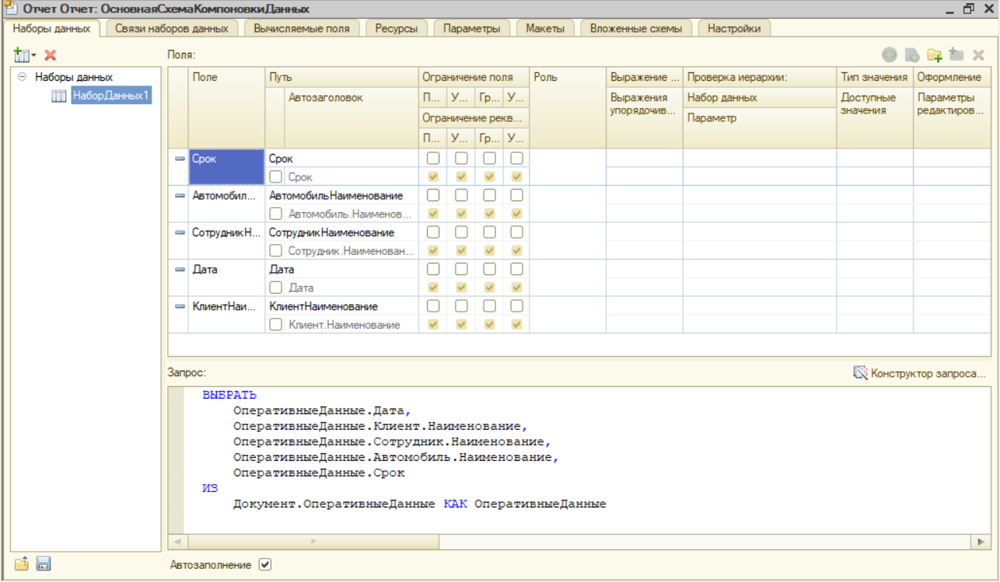 Отчет Отчет: ОсновнаяСхемаКомпоновкиДанных
Наборы данных Связи наборов данных Вычисляемые поля Ресурсы Параметры Макеты Вложенные схемы Настройки
Поля:
Наборы данных
НаборДанных1
Поле Путь Ограничение поля Роль Выражение ... Проверка иерархии: Тип значения Оформление
Автозаголовок П... У... Гр... У... Выражения упорядочив... Набор данных Доступные значения Параметры редактиров...
Ограничение рекв... Параметр
П... У... Гр... У...
Срок Срок
Срок
Автомобил... АвтомобильНаименование
Автомобиль.Наименов...
СотрудникН... СотрудникНаименование
Сотрудник.Наименован...
Дата Дата
Дата
КлиентНаи... КлиентНаименование
Клиент.Наименование
Запрос: Конструктор запроса...
ВЫБРАТЬ
ОперативныеДанные.Дата,
ОперативныеДанные.Клиент.Наименование,
ОперативныеДанные.Сотрудник.Наименование,
ОперативныеДанные.Автомобиль.Наименование,
ОперативныеДанные.Срок
ИЗ
Документ.ОперативныеДанные КАК ОперативныеДанные
Автозаполнение